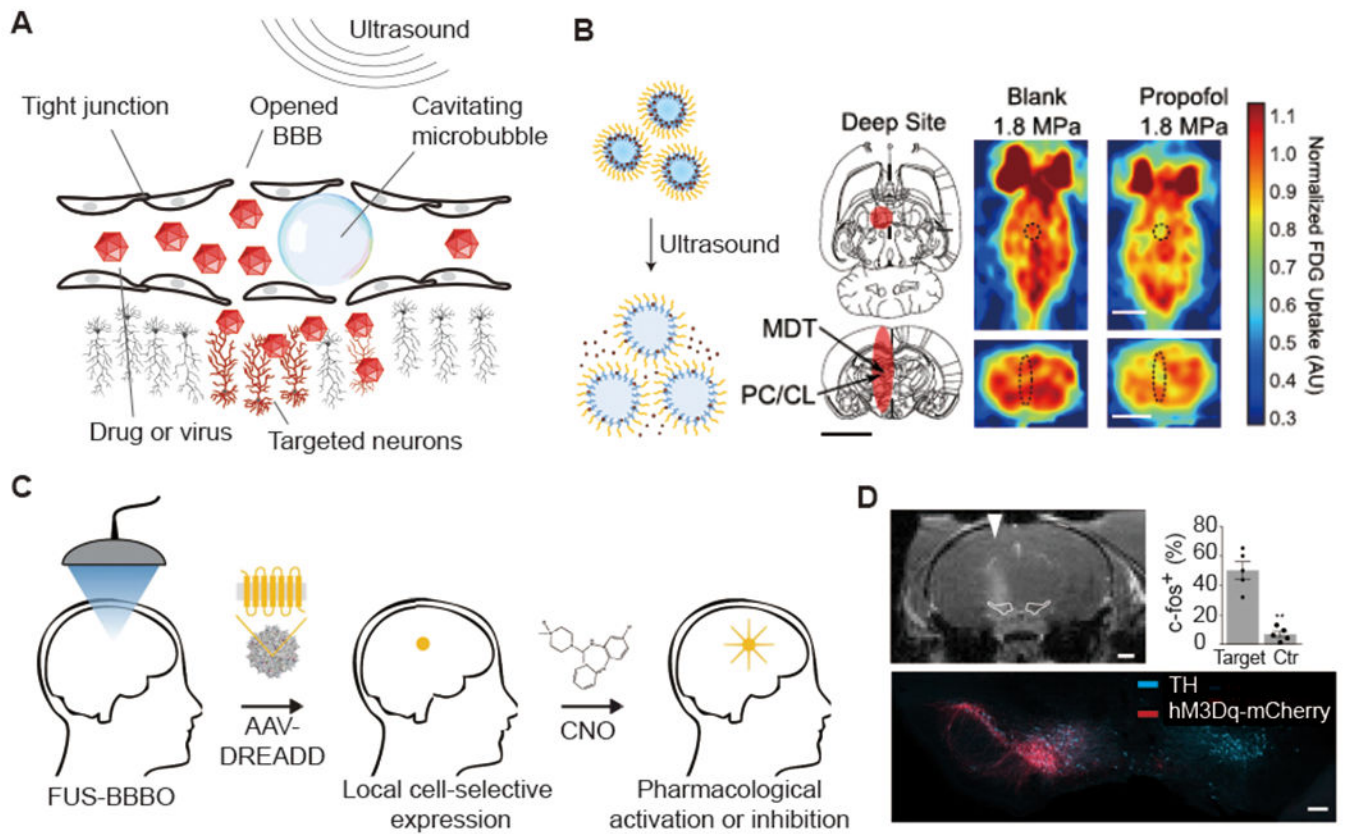 A
Ultrasound
Tight junction
Opened
BBB
Cavitating
microbubble
Drug or virus
Targeted neurons
B
Ultrasound
Deep Site
MDT
PC/CL
Blank
1.8 MPa
Propofol
1.8 MPa
1.1
1.0
0.9
0.8
0.7
0.6
0.5
0.4
0.3
Normalized FDG Uptake (AU)
C
FUS-BBBO
AAV-
DREADD
Local cell-selective
expression
CNO
Pharmacological
activation or inhibition
D
c-fos+ (%)
80
60
40
20
0
**
Target
Ctr
TH
hM3Dq-mCherry